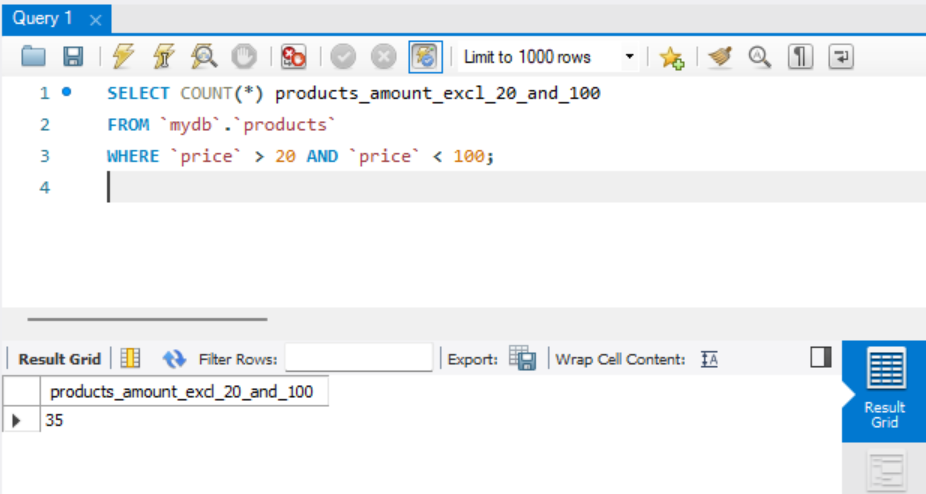 Query 1
Limit to 1000 rows
1 SELECT COUNT(*) products_amount_excl_20_and_100
2 FROM `mydb`.`products`
3 WHERE `price` > 20 AND `price` < 100;
4
Result Grid Filter Rows: Export: Wrap Cell Content:
products_amount_excl_20_and_100
35
Result
Grid